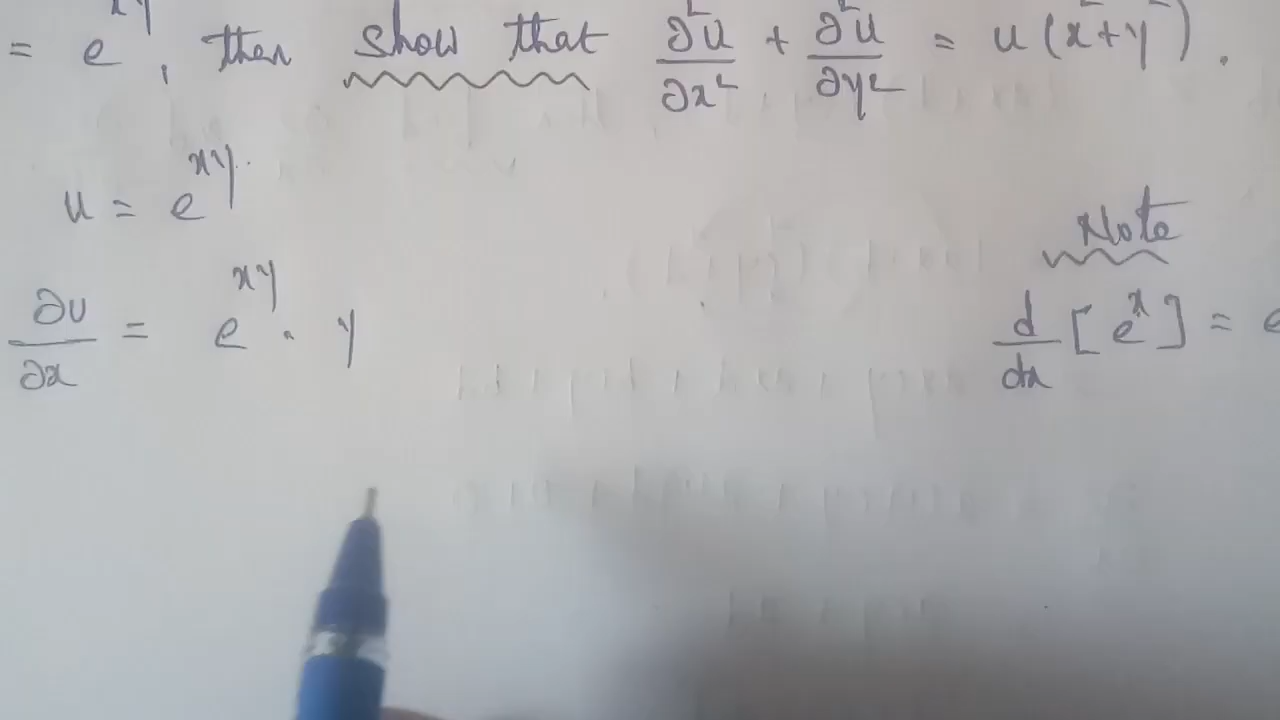 = e^{xy}, then show that ∂²u/∂x² + ∂²u/∂y² = u(x²+y²).
u = e^{xy}
Note
∂u/∂x = e^{xy} · y
d/dx [e^x] = e